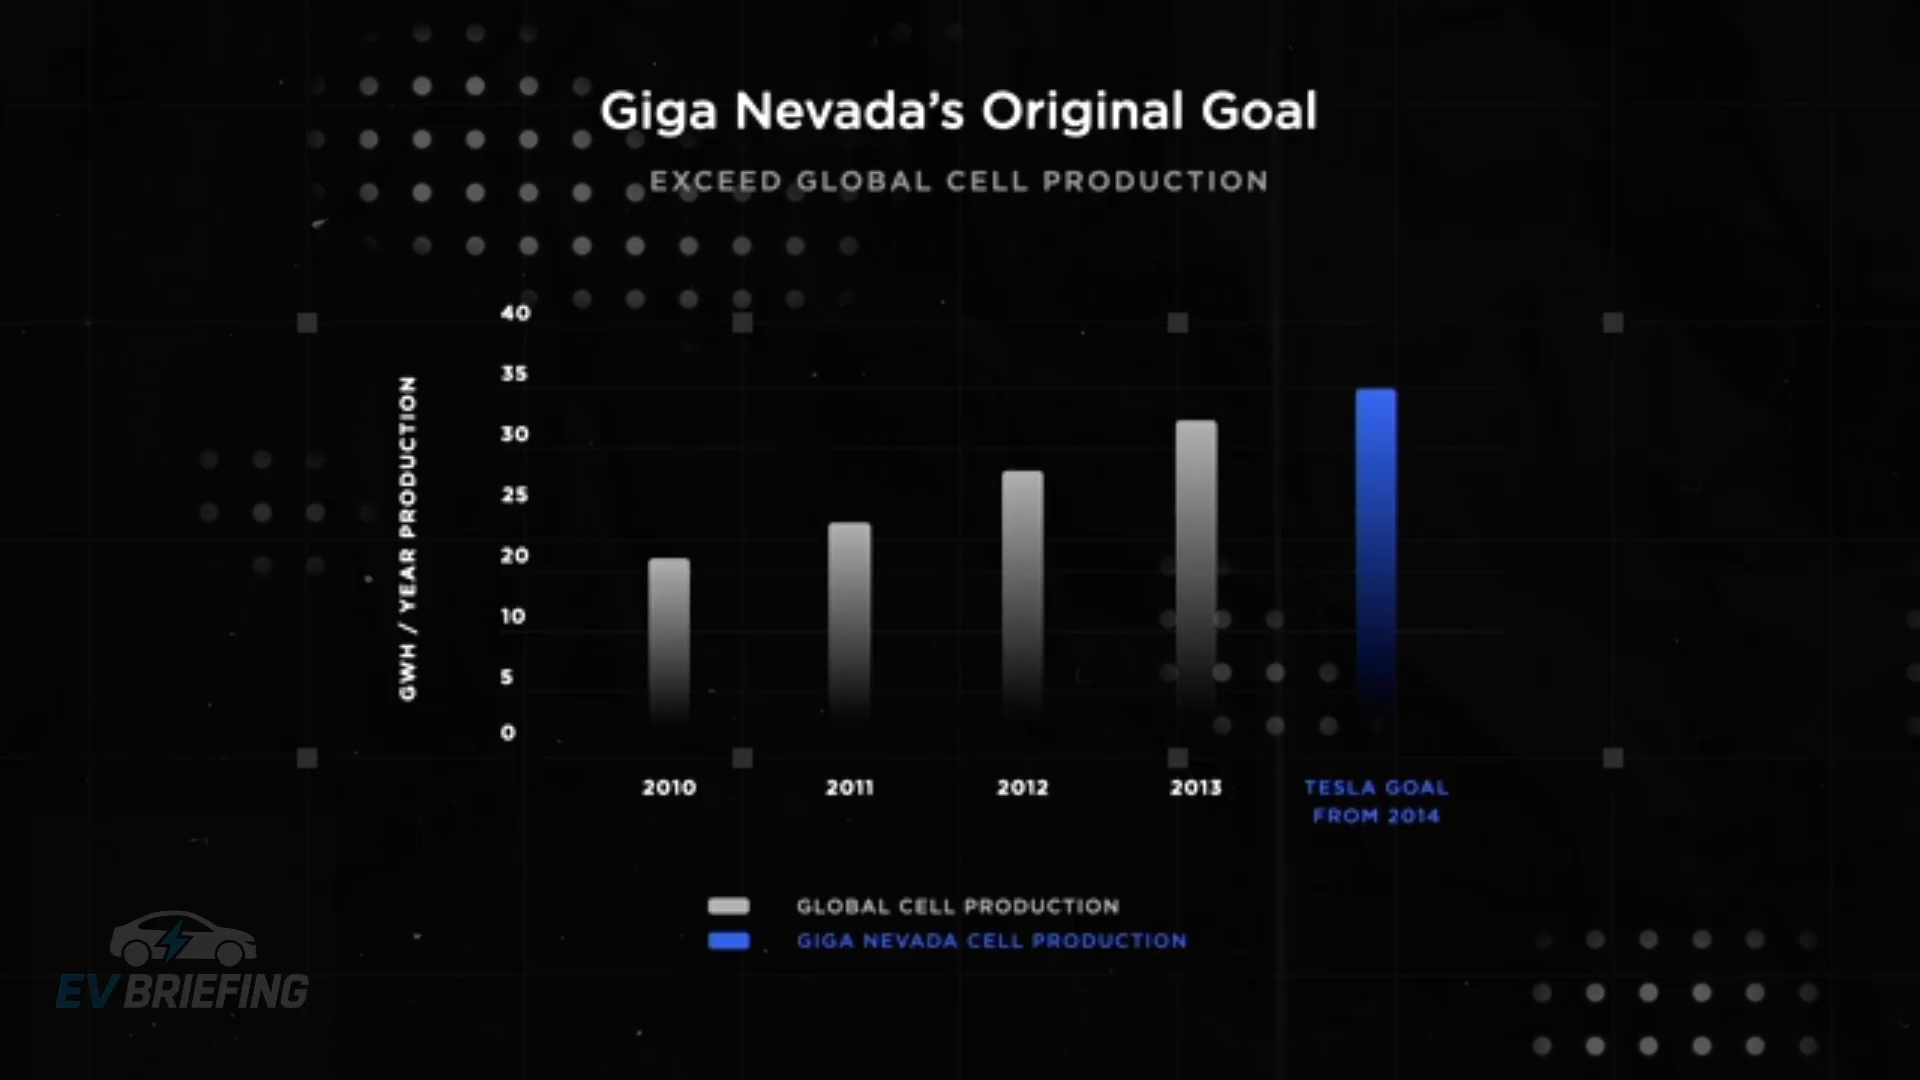 Giga Nevada’s Original Goal
EXCEED GLOBAL CELL PRODUCTION
GWH / YEAR PRODUCTION
40
35
30
25
20
10
5
0
2010 2011 2012 2013 TESLA GOAL
FROM 2014
GLOBAL CELL PRODUCTION
GIGA NEVADA CELL PRODUCTION
EV BRIEFING